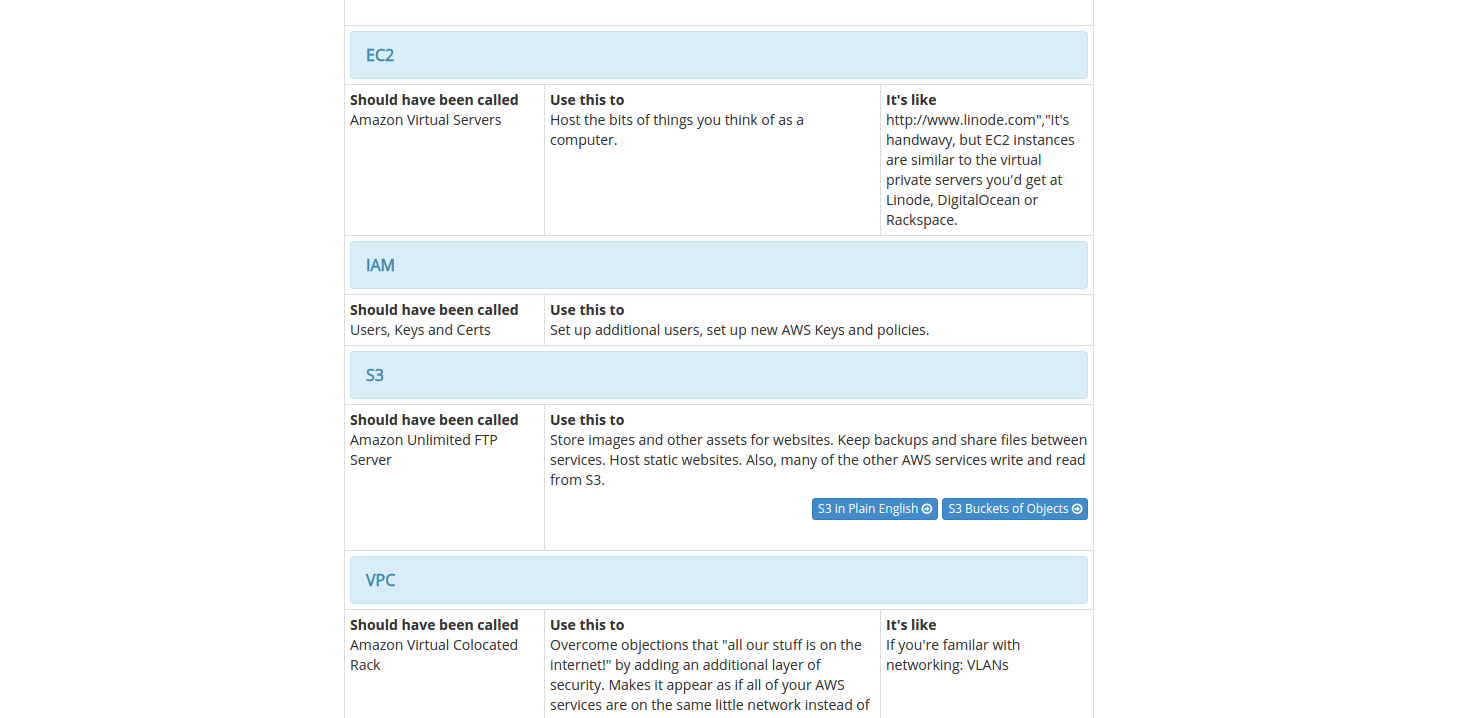 EC2
Should have been called
Amazon Virtual Servers
Use this to
Host the bits of things you think of as a
computer.
It's like
http://www.linode.com","It's
handwavy, but EC2 instances
are similar to the virtual
private servers you'd get at
Linode, DigitalOcean or
Rackspace.
IAM
Should have been called
Users, Keys and Certs
Use this to
Set up additional users, set up new AWS Keys and policies.
S3
Should have been called
Amazon Unlimited FTP
Server
Use this to
Store images and other assets for websites. Keep backups and share files between
services. Host static websites. Also, many of the other AWS services write and read
from S3.
S3 in Plain English
S3 Buckets of Objects
VPC
Should have been called
Amazon Virtual Colocated
Rack
Use this to
Overcome objections that "all our stuff is on the
internet!" by adding an additional layer of
security. Makes it appear as if all of your AWS
services are on the same little network instead of
It's like
If you're familar with
networking: VLANs